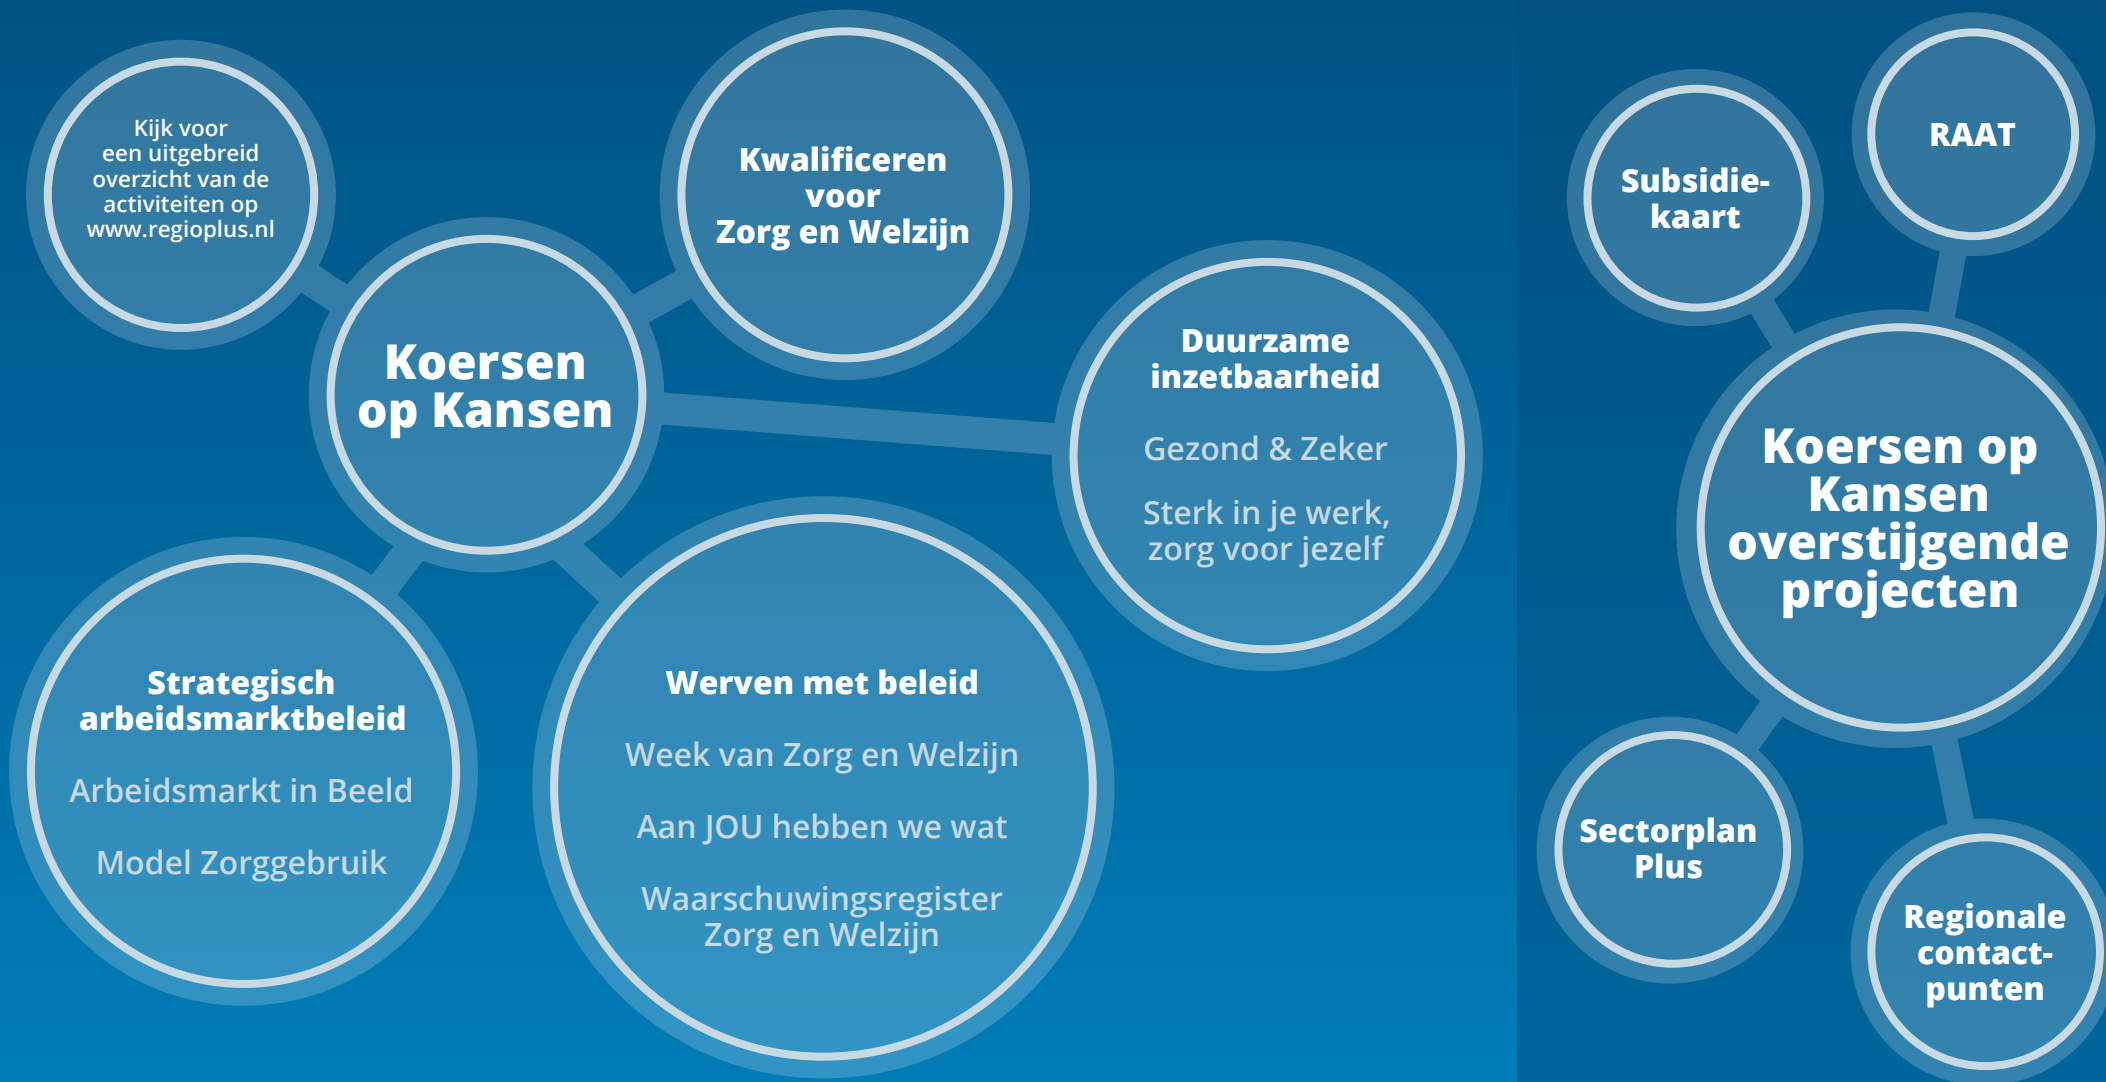 Kijk voor
een uitgebreid
overzicht van de
activiteiten op
www.regioplus.nl
Kwalificeren
voor
Zorg en Welzijn
Koersen
op Kansen
Duurzame
inzetbaarheid
Gezond & Zeker
Sterk in je werk,
zorg voor jezelf
Strategisch
arbeidsmarktbeleid
Arbeidsmarkt in Beeld
Model Zorggebruik
Werven met beleid
Week van Zorg en Welzijn
Aan JOU hebben we wat
Waarschuwingsregister
Zorg en Welzijn
Subsidie-
kaart
RAAT
Koersen op
Kansen
overstijgende
projecten
Sectorplan
Plus
Regionale
contact-
punten